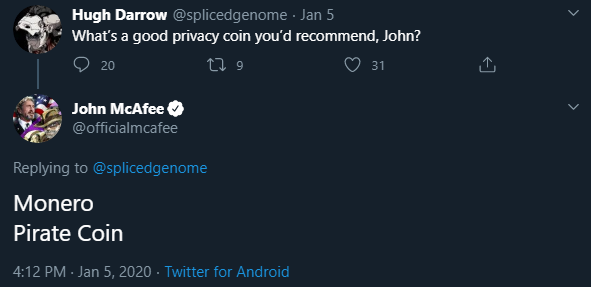 Hugh Darrow @splicedgenome · Jan 5
What's a good privacy coin you'd recommend, John?
20 9 31
John McAfee
@officialmcafee
Replying to @splicedgenome
Monero
Pirate Coin
4:12 PM · Jan 5, 2020 · Twitter for Android